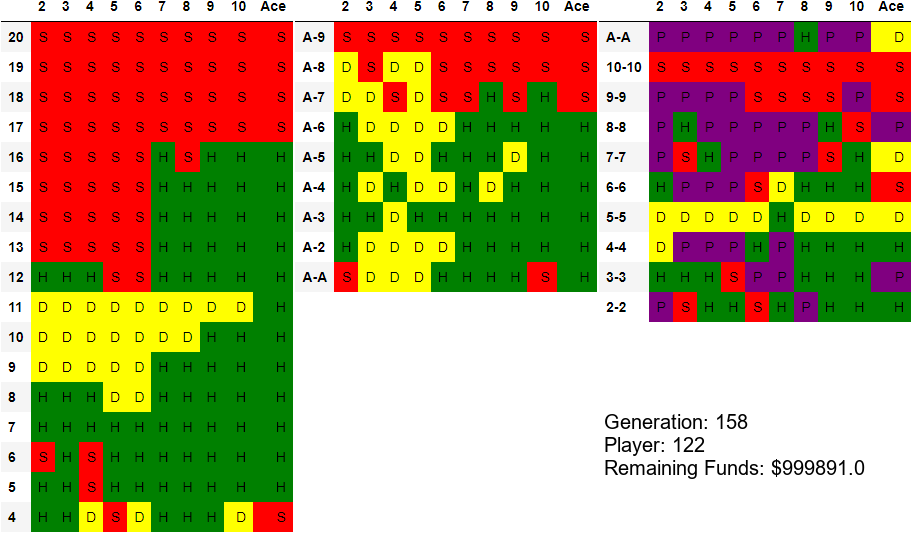 2 3 4 5 6 7 8 9 10 Ace
20 S S S S S S S S S S
19 S S S S S S S S S S
18 S S S S S S S S S S
17 S S S S S S S S S S
16 S S S S S H S H H H
15 S S S S S H H H H H
14 S S S S S H H H H H
13 S S S S S H H H H H
12 H H H S S H H H H H
11 D D D D D D D D D H
10 D D D D D D D H H H
9 D D D D D H H H H H
8 H H H D D H H H H H
7 H H H H H H H H H H
6 S H S H H H H H H H
5 H H S H H H H H H H
4 H H D S D H H H D S
2 3 4 5 6 7 8 9 10 Ace
A-9 S S S S S S S S S S
A-8 D S D D S S S S S S
A-7 D D S D S S H S H S
A-6 H D D D D H H H H H
A-5 H H D D H H H D H H
A-4 H D H D D H D H H H
A-3 H H D H H H H H H H
A-2 H D D D D H H H H H
A-A S D D D H H H H S H
2 3 4 5 6 7 8 9 10 Ace
A-A P P P P P P H P P D
10-10 S S S S S S S S S S
9-9 P P P P S S S S P S
8-8 P H P P P P P H S P
7-7 P S H P P P P S H D
6-6 H P P P S D H H H S
5-5 D D D D D H D D D D
4-4 D P P P H P H H H H
3-3 H H H S P P H H H P
2-2 P S H H S H P H H H
Generation: 158
Player: 122
Remaining Funds: $999891.0